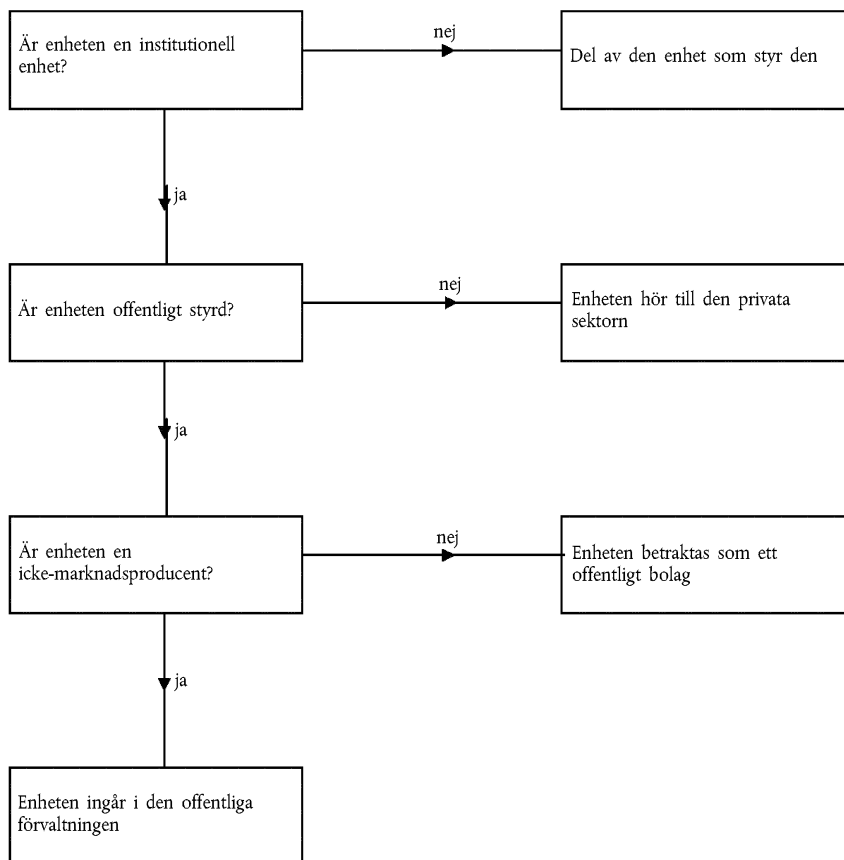 Är enheten en institutionell
enhet?
nej
Del av den enhet som styr den
ja
Är enheten offentligt styrd?
nej
Enheten hör till den privata
sektorn
ja
Är enheten en
icke-marknadsproducent?
nej
Enheten betraktas som ett
offentligt bolag
ja
Enheten ingår i den offentliga
förvaltningen